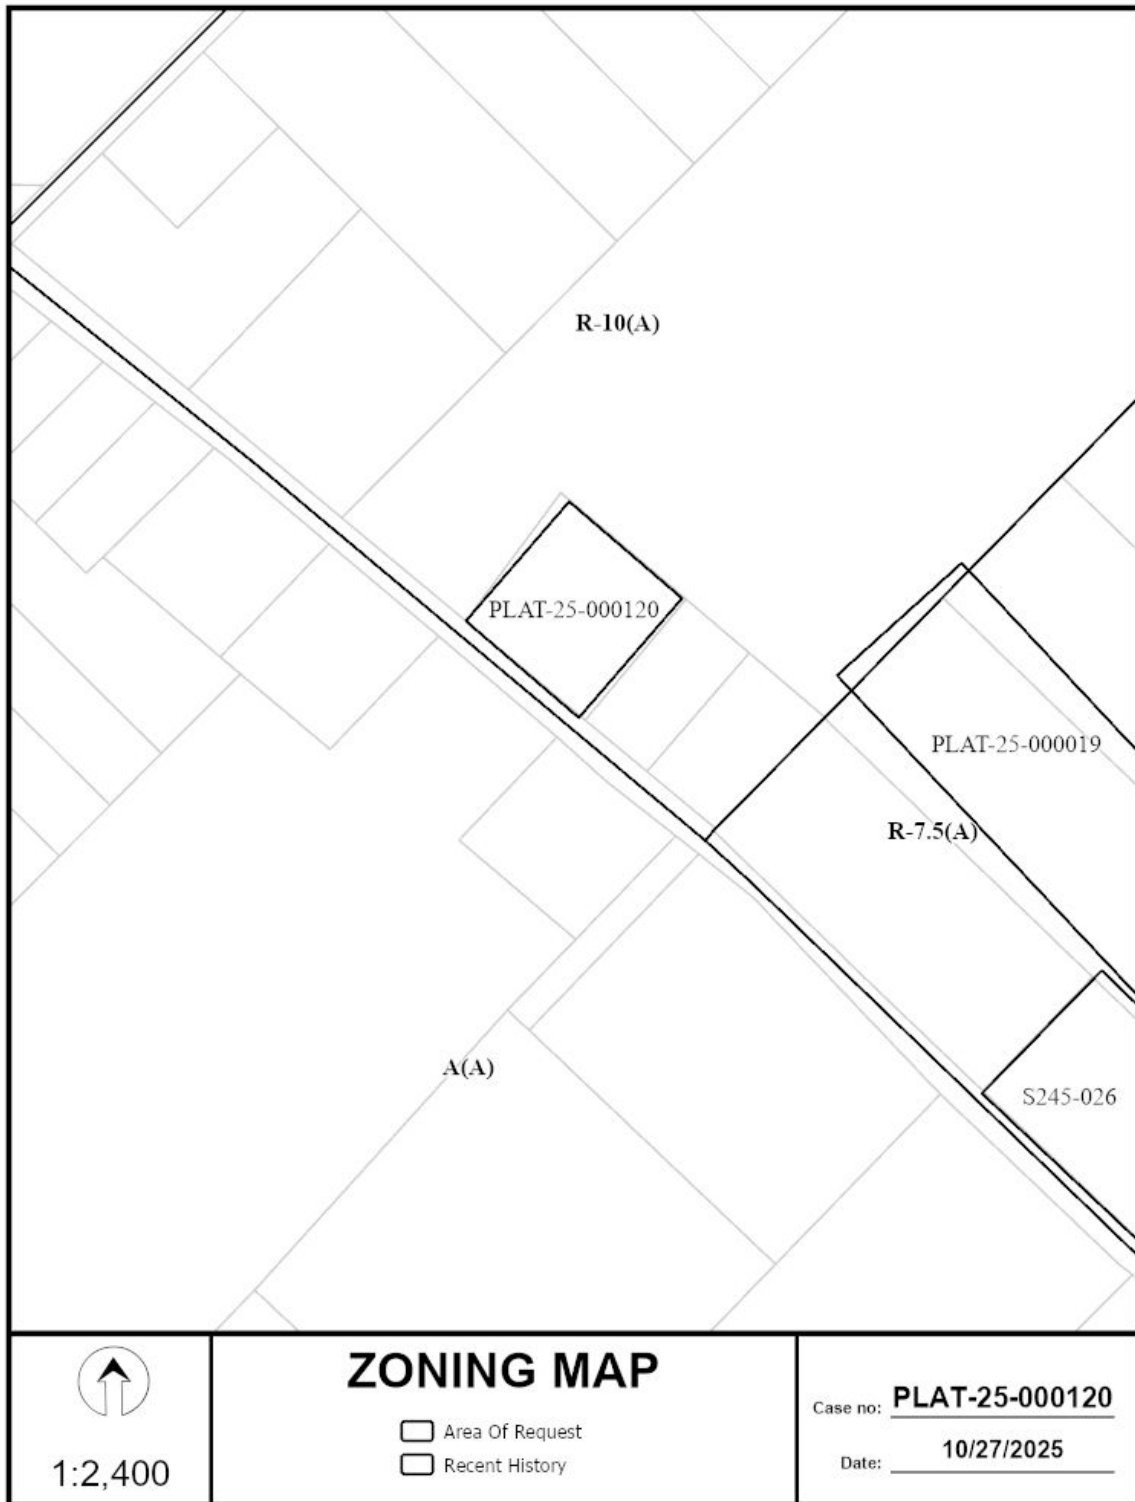 R-10(A)
PLAT-25-000120
PLAT-25-000019
R-7.5(A)
A(A)
S245-026
1:2,400
ZONING MAP
Area Of Request
Recent History
Case no: PLAT-25-000120
Date: 10/27/2025